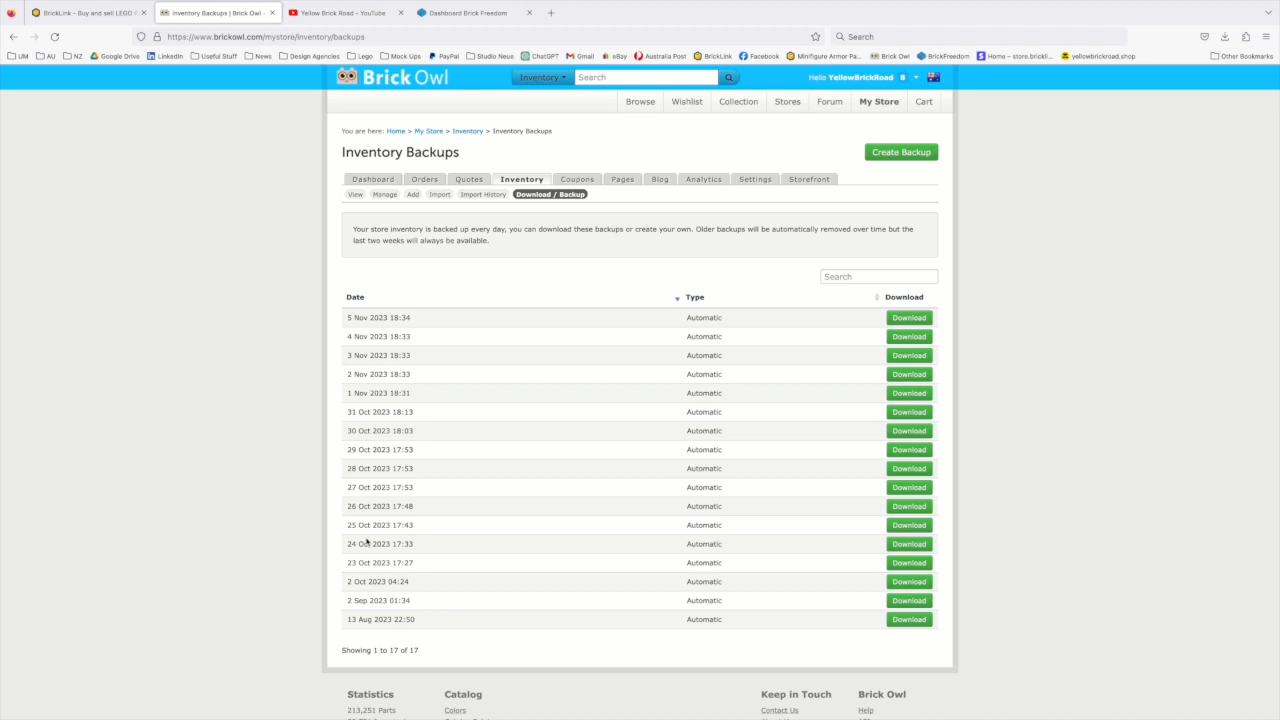 BrickLink - Buy and sell LEGO P
Inventory Backups | Brick Owl -
Yellow Brick Road - YouTube
Dashboard Brick Freedom
https://www.brickowl.com/mystore/inventory/backups
Search
UM
AU
NZ
Google Drive
LinkedIn
Useful Stuff
News
Design Agencies
Lego
Mock Ups
PayPal
Studio Neue
ChatGPT
Gmail
eBay
Australia Post
BrickLink
Facebook
Minifigure Armor Pa...
Brick Owl
BrickFreedom
Home – store.brickli...
yellowbrickroad.shop
Other Bookmarks
Brick Owl
Inventory
Search
Hello YellowBrickRoad 8
Browse
Wishlist
Collection
Stores
Forum
My Store
Cart
You are here: Home > My Store > Inventory > Inventory Backups
Inventory Backups
Create Backup
Dashboard
Orders
Quotes
Inventory
Coupons
Pages
Blog
Analytics
Settings
Storefront
View
Manage
Add
Import
Import History
Download / Backup
Your store inventory is backed up every day, you can download these backups or create your own. Older backups will be automatically removed over time but the
last two weeks will always be available.
Search
Date Type Download
5 Nov 2023 18:34 Automatic Download
4 Nov 2023 18:33 Automatic Download
3 Nov 2023 18:33 Automatic Download
2 Nov 2023 18:33 Automatic Download
1 Nov 2023 18:31 Automatic Download
31 Oct 2023 18:13 Automatic Download
30 Oct 2023 18:03 Automatic Download
29 Oct 2023 17:53 Automatic Download
28 Oct 2023 17:53 Automatic Download
27 Oct 2023 17:53 Automatic Download
26 Oct 2023 17:48 Automatic Download
25 Oct 2023 17:43 Automatic Download
24 Oct 2023 17:33 Automatic Download
23 Oct 2023 17:27 Automatic Download
2 Oct 2023 04:24 Automatic Download
2 Sep 2023 01:34 Automatic Download
13 Aug 2023 22:50 Automatic Download
Showing 1 to 17 of 17
Statistics
Catalog
Keep in Touch
Brick Owl
213,251 Parts
Colors
Contact Us
Help